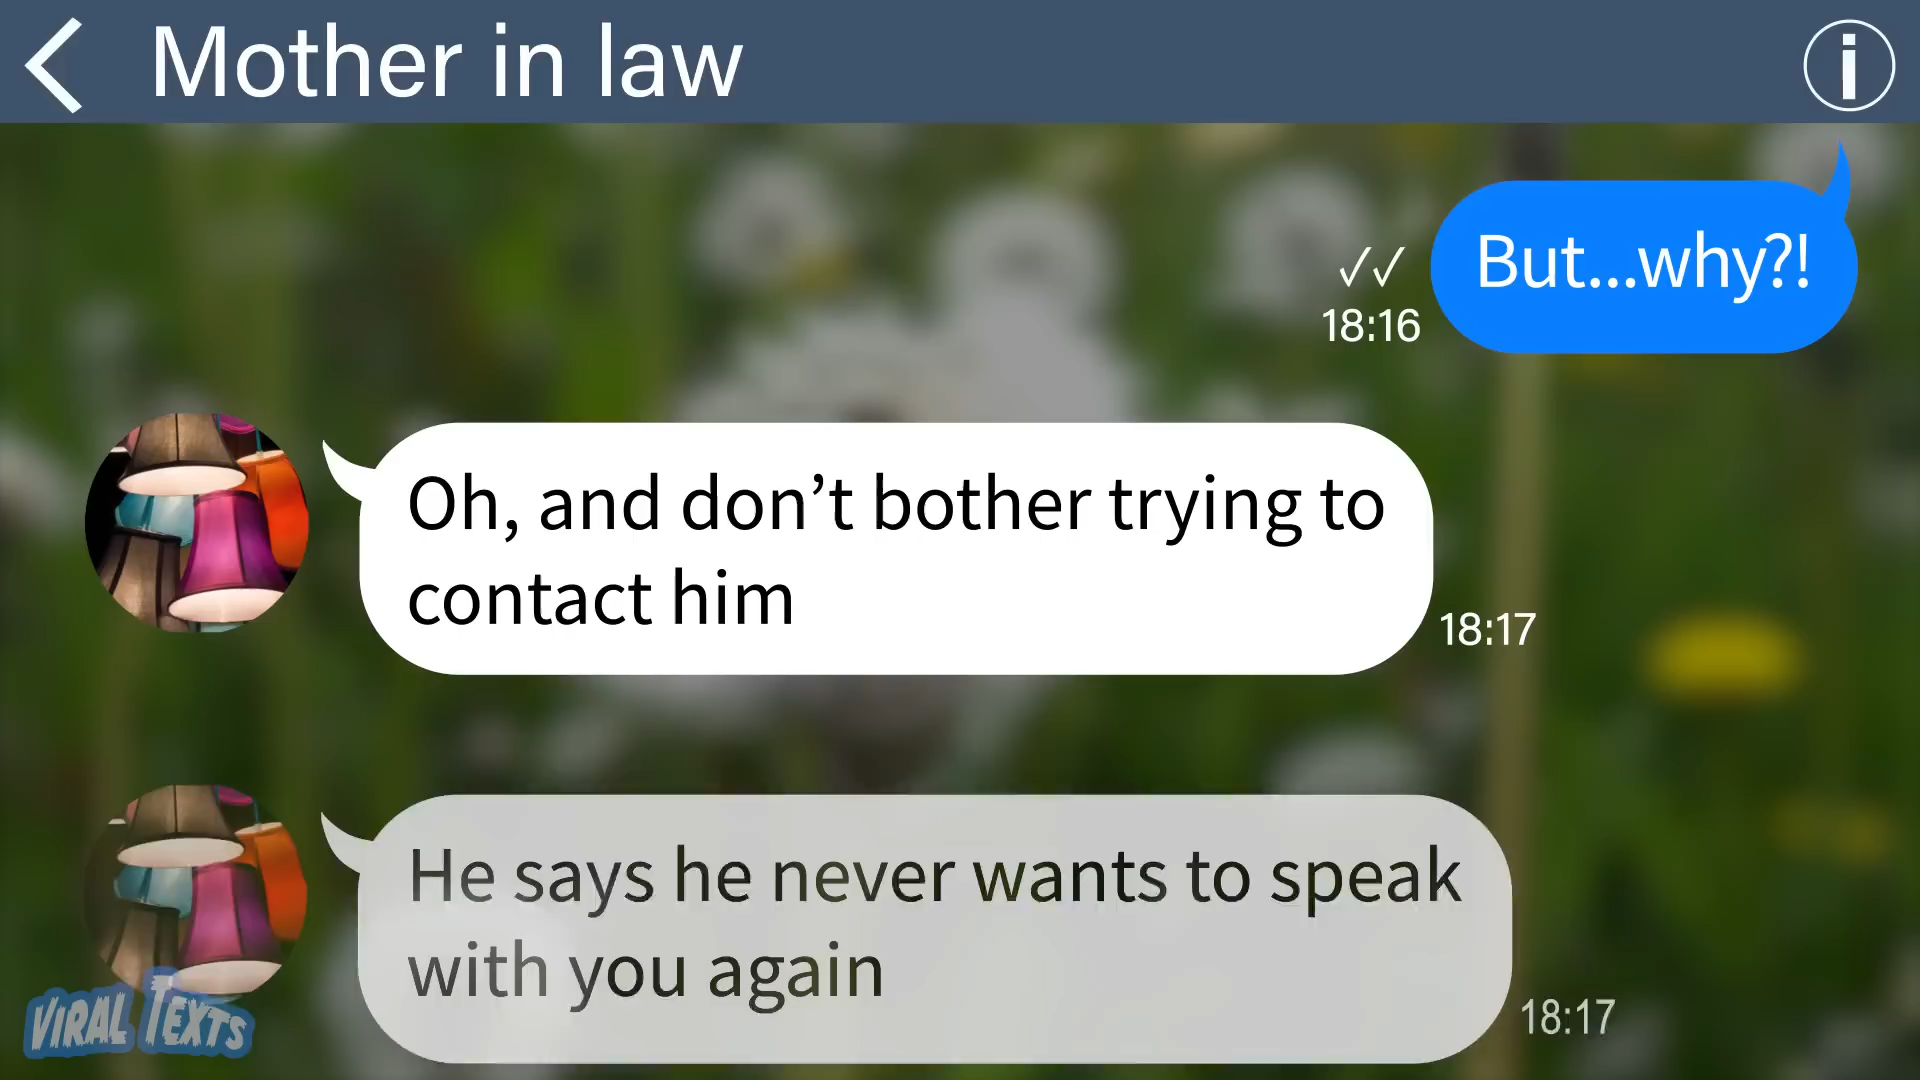 Mother in law
But...why?!
✓✓
18:16
Oh, and don’t bother trying to
contact him
18:17
He says he never wants to speak
with you again
18:17
VIRAL TEXTS